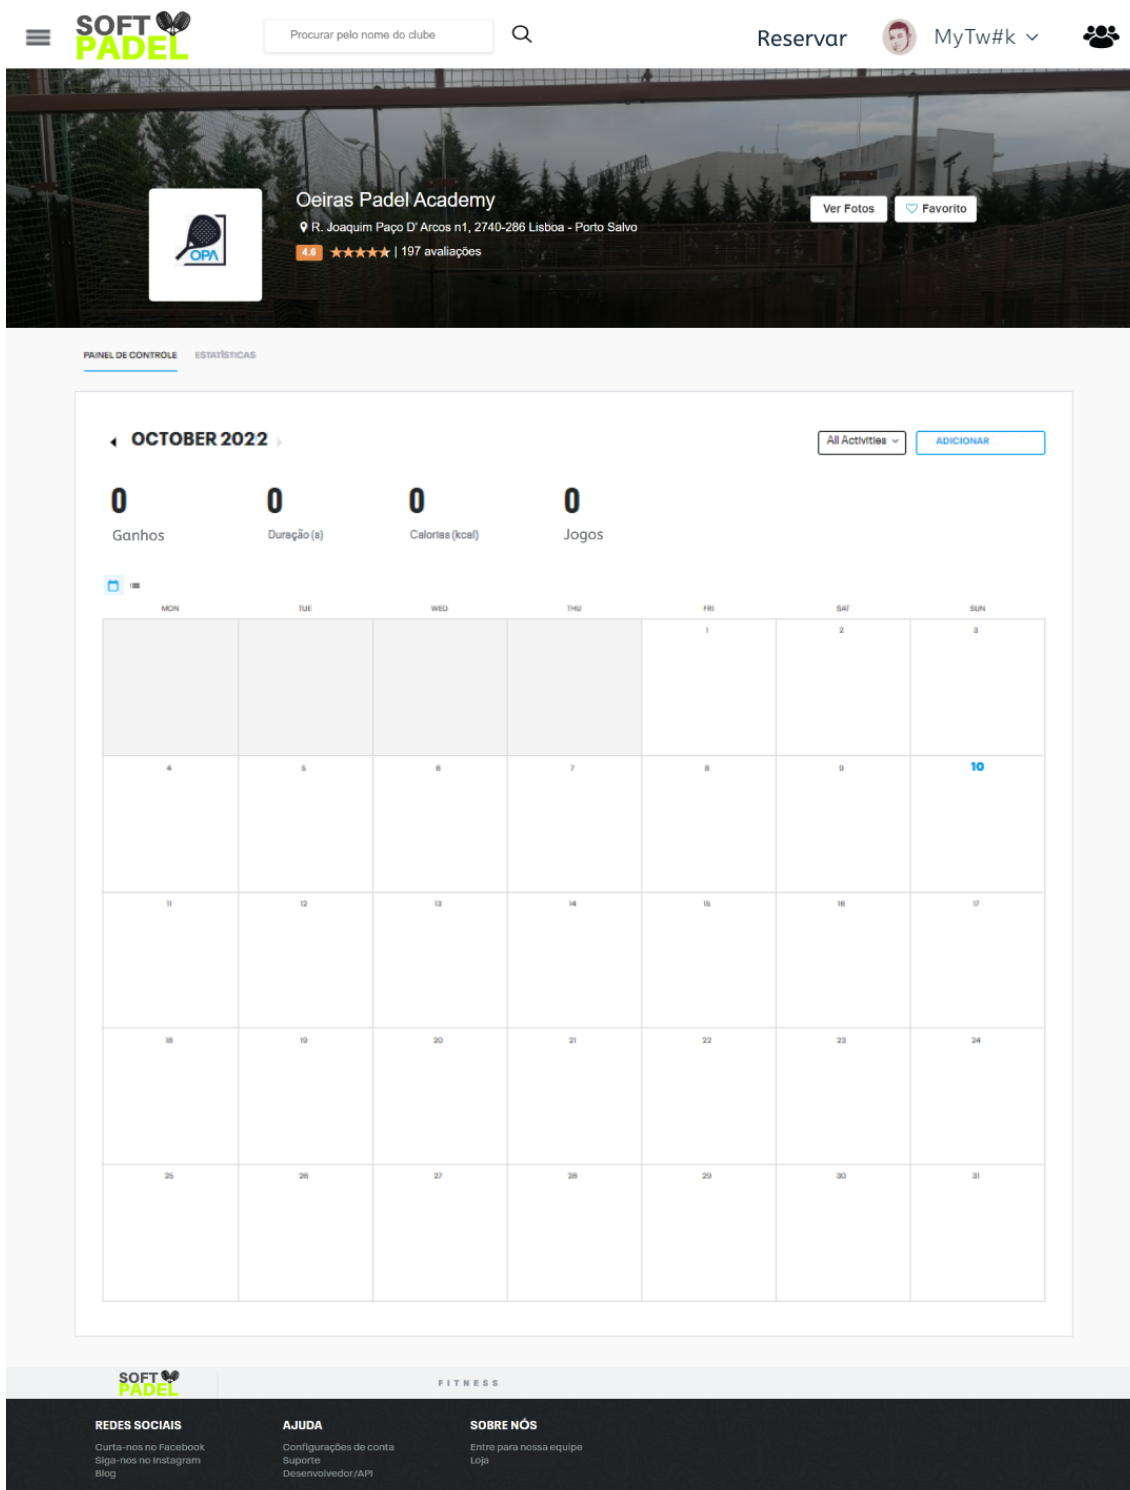 SOFT
PADEL
Procurar pelo nome do clube
Reservar
MyTw#k
Oeiras Padel Academy
R. Joaquim Paço D' Arcos n1, 2740-286 Lisboa - Porto Salvo
4.6 ★★★★★ | 197 avaliações
OPA
Ver Fotos
Favorito
PAINEL DE CONTROLE ESTATÍSTICAS
OCTOBER 2022
All Activities
ADICIONAR
0 0 0 0
Ganhos Duração (s) Calorias (kcal) Jogos
MON TUE WED THU FRI SAT SUN
1 2 3
4 5 6 7 8 9 10
11 12 13 14 15 16 17
18 19 20 21 22 23 24
25 26 27 28 29 30 31
SOFT
PADEL
FITNESS
REDES SOCIAIS
Curta-nos no Facebook
Siga-nos no Instagram
Blog
AJUDA
Configurações de conta
Suporte
Desenvolvedor/API
SOBRE NÓS
Entre para nossa equipe
Loja